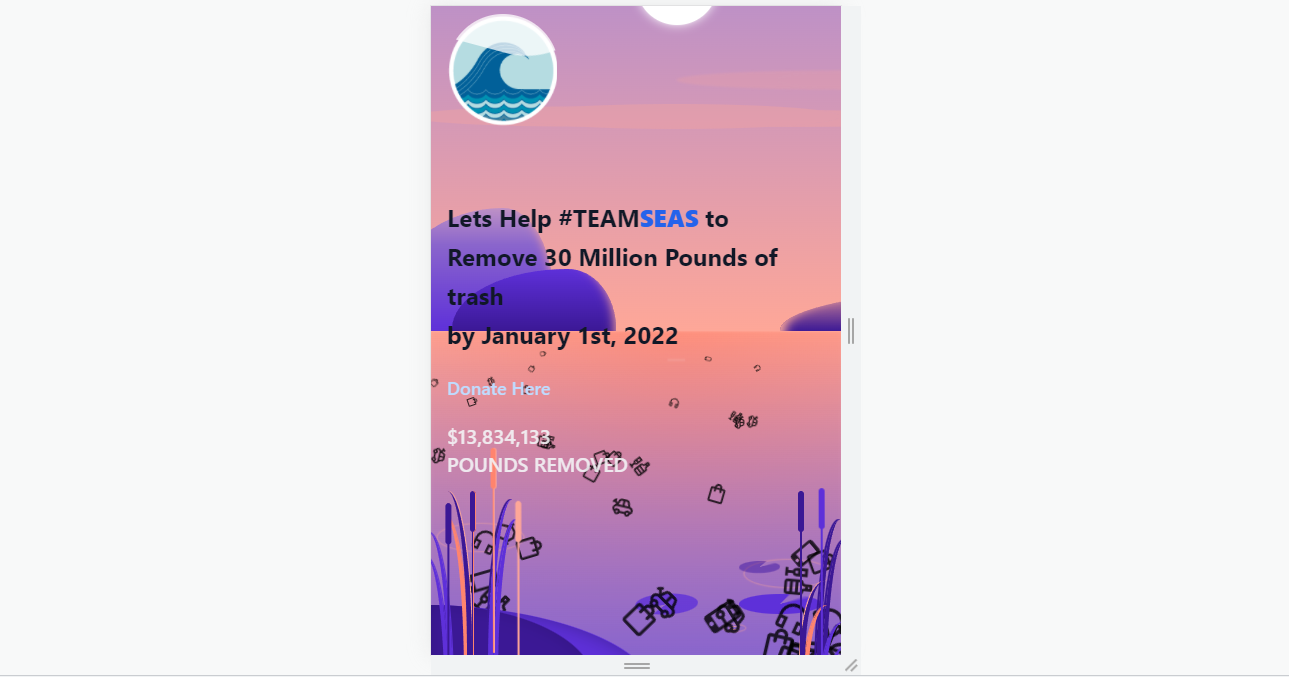 Lets Help #TEAMSEAS to
Remove 30 Million Pounds of
trash
by January 1st, 2022
Donate Here
$13,834,133
POUNDS REMOVED